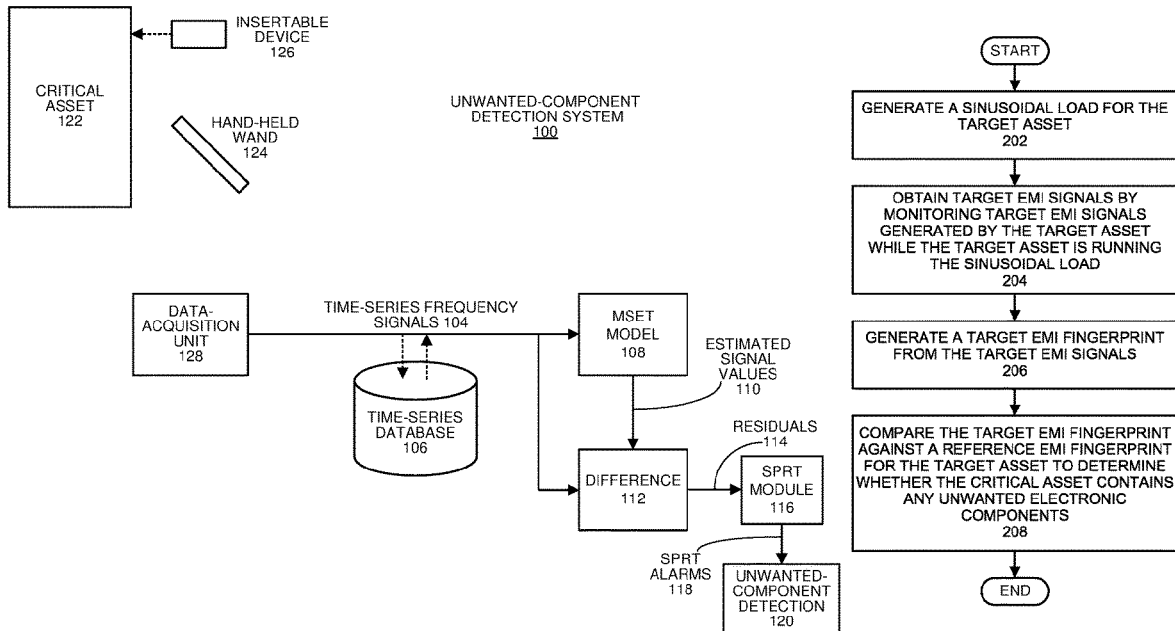 INSERTABLE
DEVICE
126
CRITICAL
ASSET
122
HAND-HELD
WAND
124
UNWANTED-COMPONENT
DETECTION SYSTEM
100
DATA-
ACQUISITION
UNIT
128
TIME-SERIES FREQUENCY
SIGNALS 104
TIME-SERIES
DATABASE
106
MSET
MODEL
108
ESTIMATED
SIGNAL
VALUES
110
DIFFERENCE
112
RESIDUALS
114
SPRT
MODULE
116
SPRT
ALARMS
118
UNWANTED-
COMPONENT
DETECTION
120
START
GENERATE A SINUSOIDAL LOAD FOR THE
TARGET ASSET
202
OBTAIN TARGET EMI SIGNALS BY
MONITORING TARGET EMI SIGNALS
GENERATED BY THE TARGET ASSET
WHILE THE TARGET ASSET IS RUNNING
THE SINUSOIDAL LOAD
204
GENERATE A TARGET EMI FINGERPRINT
FROM THE TARGET EMI SIGNALS
206
COMPARE THE TARGET EMI FINGERPRINT
AGAINST A REFERENCE EMI FINGERPRINT
FOR THE TARGET ASSET TO DETERMINE
WHETHER THE CRITICAL ASSET CONTAINS
ANY UNWANTED ELECTRONIC
COMPONENTS
208
END